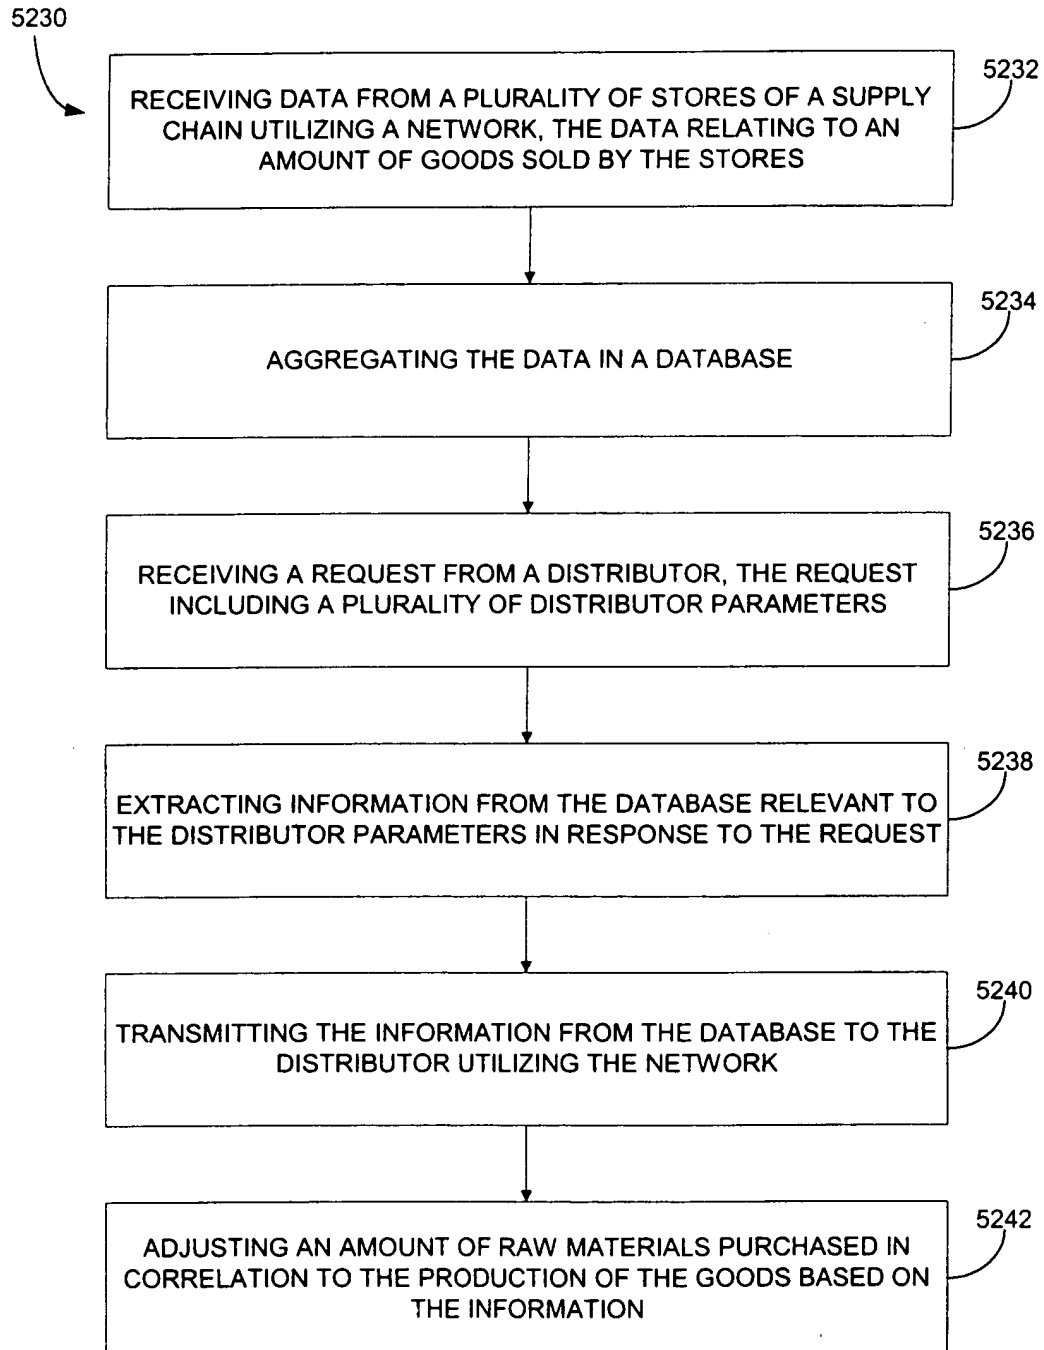 5230
5232
RECEIVING DATA FROM A PLURALITY OF STORES OF A SUPPLY
CHAIN UTILIZING A NETWORK, THE DATA RELATING TO AN
AMOUNT OF GOODS SOLD BY THE STORES
5234
AGGREGATING THE DATA IN A DATABASE
5236
RECEIVING A REQUEST FROM A DISTRIBUTOR, THE REQUEST
INCLUDING A PLURALITY OF DISTRIBUTOR PARAMETERS
5238
EXTRACTING INFORMATION FROM THE DATABASE RELEVANT TO
THE DISTRIBUTOR PARAMETERS IN RESPONSE TO THE REQUEST
5240
TRANSMITTING THE INFORMATION FROM THE DATABASE TO THE
DISTRIBUTOR UTILIZING THE NETWORK
5242
ADJUSTING AN AMOUNT OF RAW MATERIALS PURCHASED IN
CORRELATION TO THE PRODUCTION OF THE GOODS BASED ON
THE INFORMATION